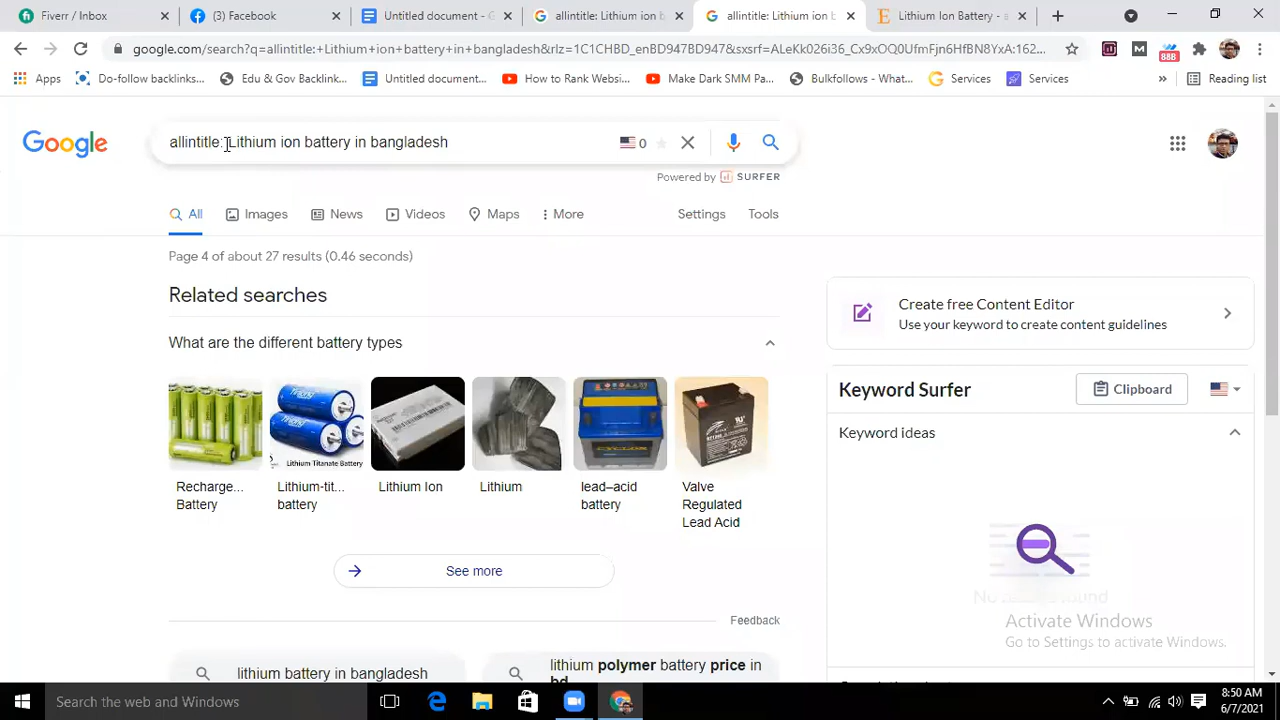 Fiverr / Inbox
(2) Facebook
Untitled document - G
allintitle: Lithium ion b
allintitle: Lithium ion b
Lithium Ion Battery - a
google.com/search?q=allintitle:+Lithium+ion+battery+in+bangladesh&rlz=1C1CHBD_enBD947BD947&sxsrf=ALeKk026i36_Cx9xOQ0UfmFjn6HfBN8YxA:162...
888
Apps
Do-follow backlinks...
Edu & Gov Backlink...
Untitled document...
How to Rank Websi...
Make Dark SMM Pa...
Bulkfollows - What...
Services
Services
»
Reading list
Google
allintitle: Lithium ion battery in bangladesh
0
Powered by SURFER
All
Images
News
Videos
Maps
More
Settings
Tools
Page 4 of about 27 results (0.46 seconds)
Related searches
What are the different battery types
Lithium Titanate Battery
Recharge... Battery
Lithium-tit... battery
Lithium Ion
Lithium
lead–acid battery
Valve Regulated Lead Acid
See more
Feedback
lithium battery in bangladesh
lithium polymer battery price in bd
Create free Content Editor
Use your keyword to create content guidelines
Keyword Surfer
Clipboard
Keyword ideas
Activate Windows
Go to Settings to activate Windows.
Search the web and Windows
8:50 AM
6/7/2021